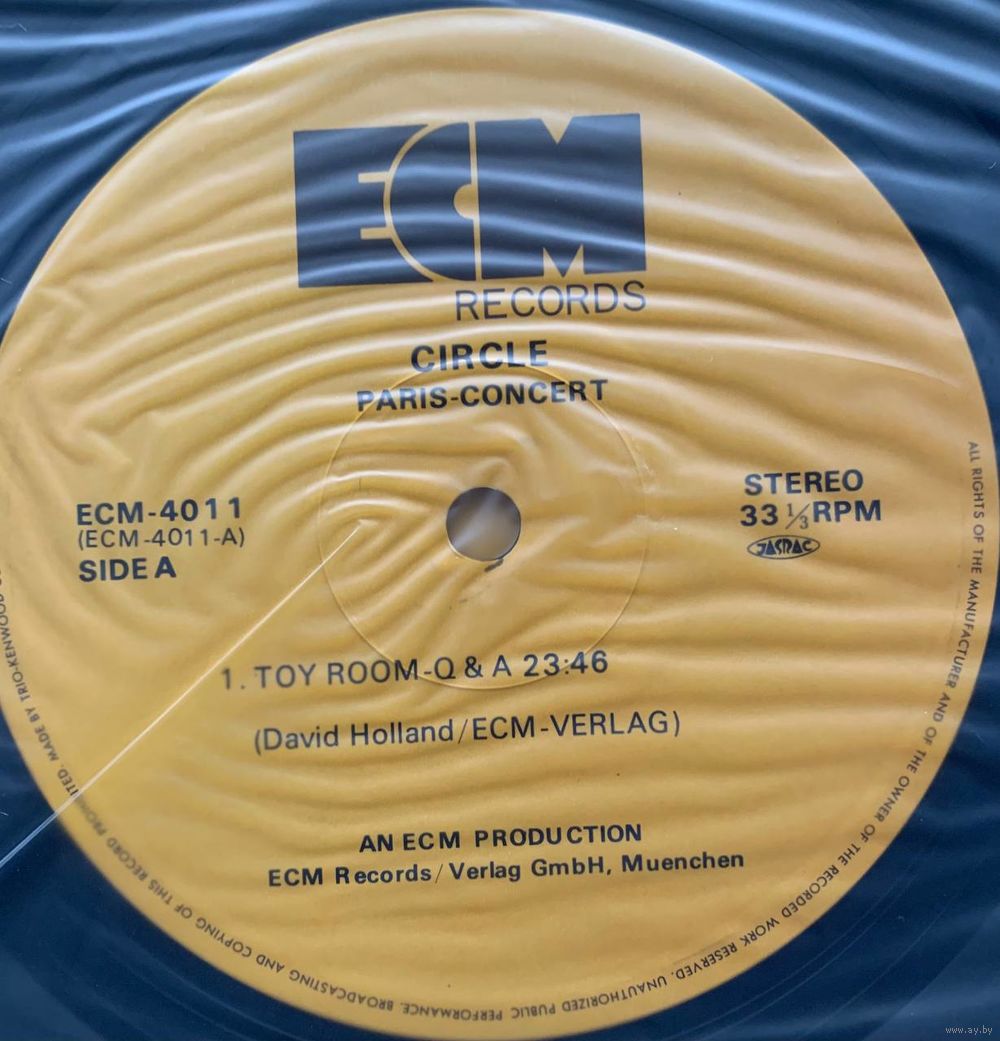 ECM
RECORDS
CIRCLE
PARIS-CONCERT
ECM-4011
(ECM-4011-A)
SIDE A
STEREO
33 1/3 RPM
JASRAC
1. TOY ROOM-Q & A 23:46
(David Holland/ECM-VERLAG)
AN ECM PRODUCTION
ECM Records/Verlag GmbH, Muenchen
ALL RIGHTS OF THE MANUFACTURER AND OF THE OWNER OF THE RECORDED WORK RESERVED. UNAUTHORIZED PUBLIC PERFORMANCE. BROADCASTING AND COPYING OF THIS RECORD PROHIBITED. MADE BY TRIO-KENWOOD
www.ay.by